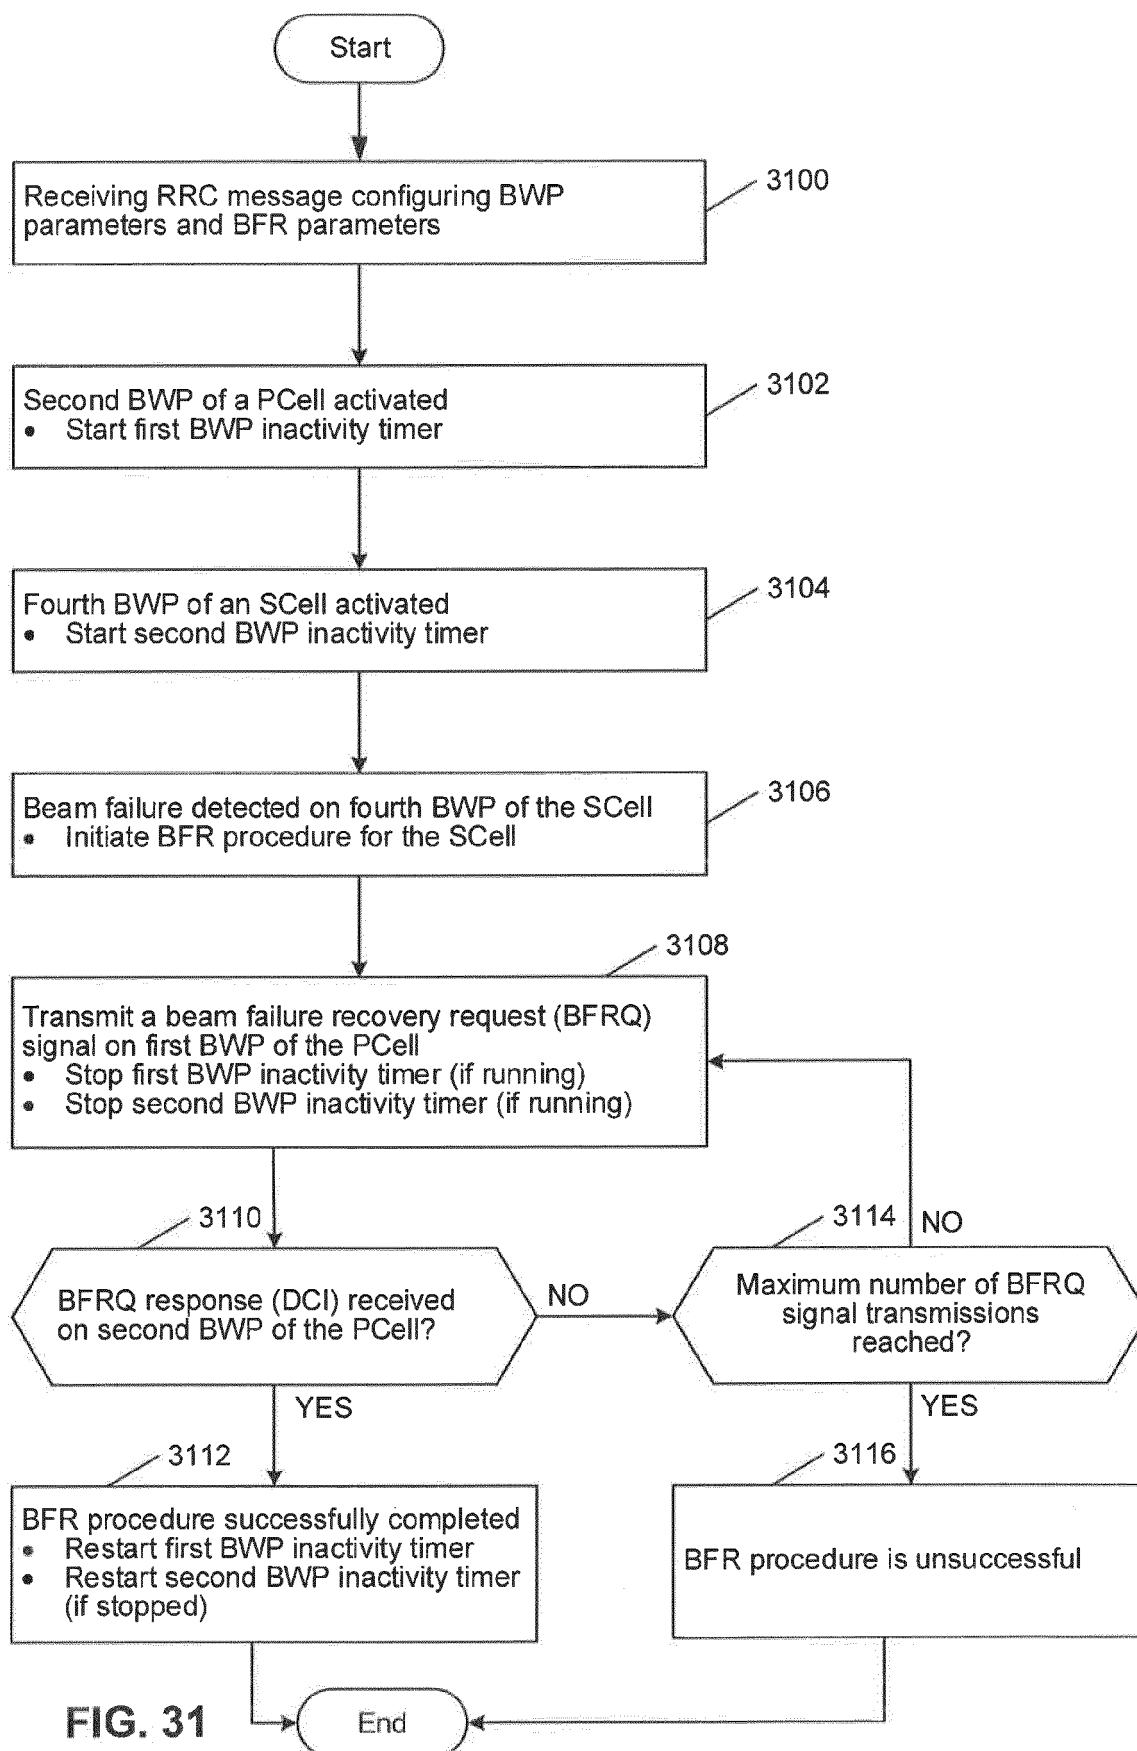 Start
3100
Receiving RRC message configuring BWP
parameters and BFR parameters
3102
Second BWP of a PCell activated
• Start first BWP inactivity timer
3104
Fourth BWP of an SCell activated
• Start second BWP inactivity timer
3106
Beam failure detected on fourth BWP of the SCell
• Initiate BFR procedure for the SCell
3108
Transmit a beam failure recovery request (BFRQ)
signal on first BWP of the PCell
• Stop first BWP inactivity timer (if running)
• Stop second BWP inactivity timer (if running)
3110
BFRQ response (DCI) received
on second BWP of the PCell?
NO
3114
NO
Maximum number of BFRQ
signal transmissions
reached?
YES
YES
3112
BFR procedure successfully completed
• Restart first BWP inactivity timer
• Restart second BWP inactivity timer
(if stopped)
3116
BFR procedure is unsuccessful
End
FIG. 31